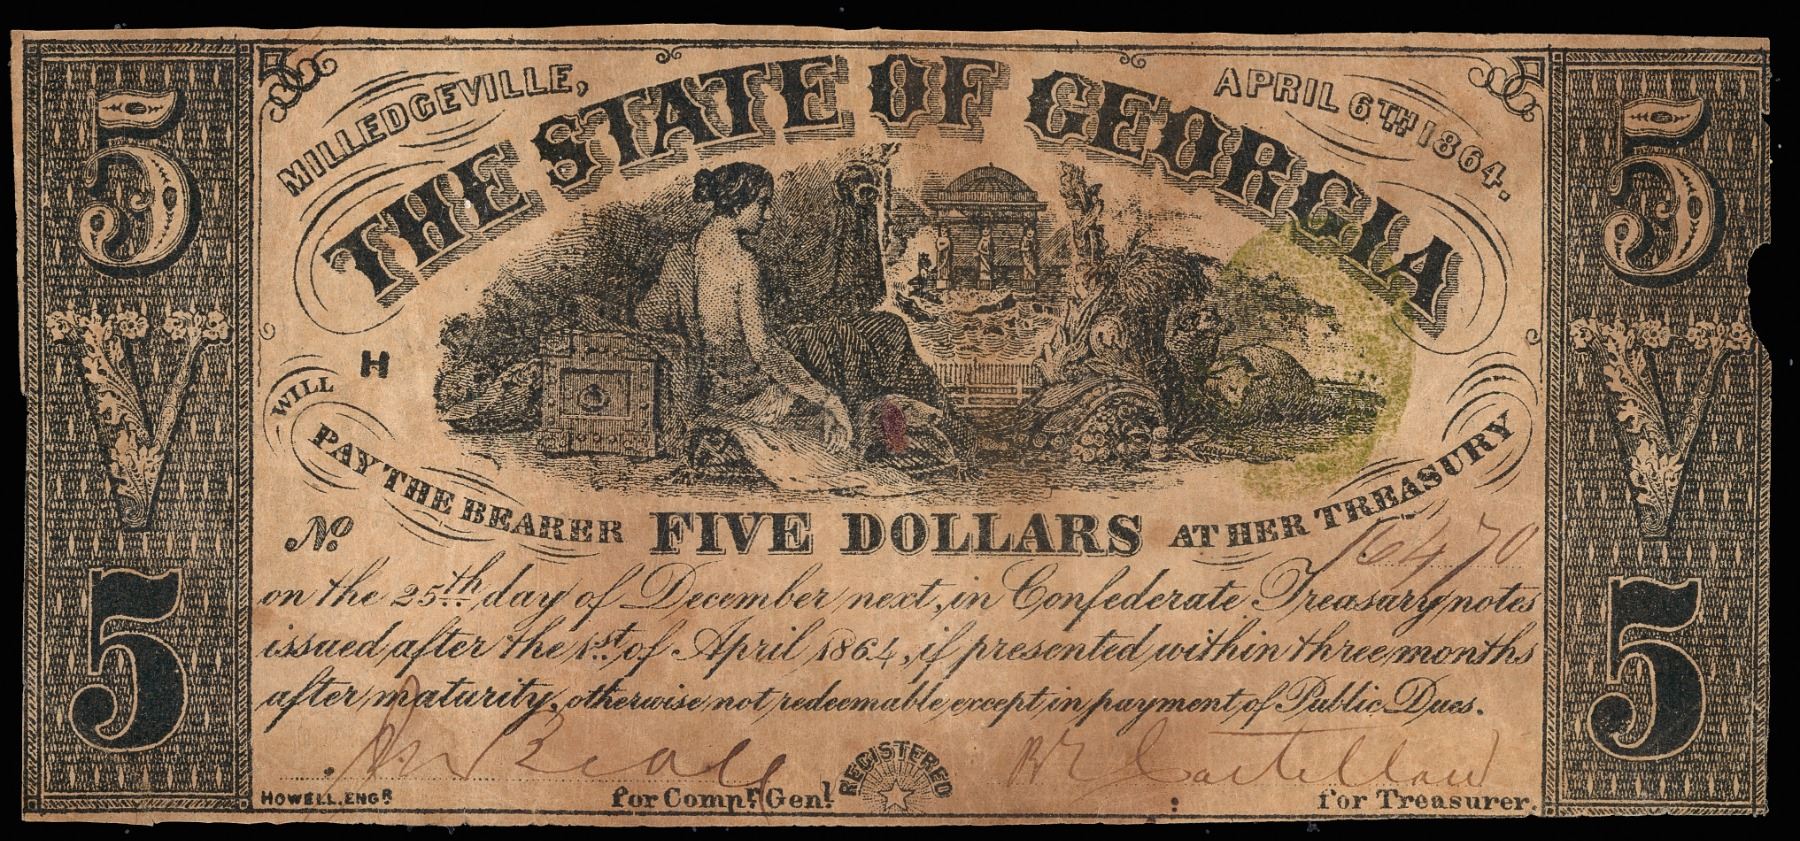 MILLEDGEVILLE, APRIL 6TH 1864.
THE STATE OF GEORGIA
5 5
V V
5 5
H
WILL PAY THE BEARER FIVE DOLLARS AT HER TREASURY
No 16470
on the 25th day of December next, in Confederate Treasury notes
issued after the 1st of April 1864, if presented within three months
after maturity, otherwise not redeemable except in payment of Public Dues.
REGISTERED
HOWELL, ENGR for Compr. Genl. for Treasurer.